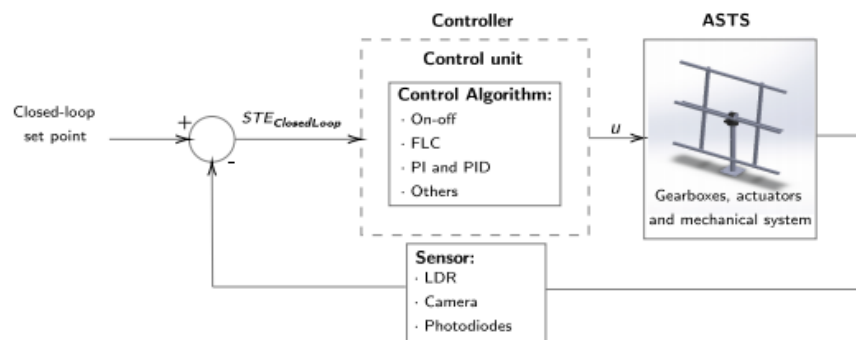 Controller
ASTS
Control unit
Closed-loop
set point
+
-
STE_ClosedLoop
Control Algorithm:
· On-off
· FLC
· PI and PID
· Others
u
Gearboxes, actuators
and mechanical system
Sensor:
· LDR
· Camera
· Photodiodes